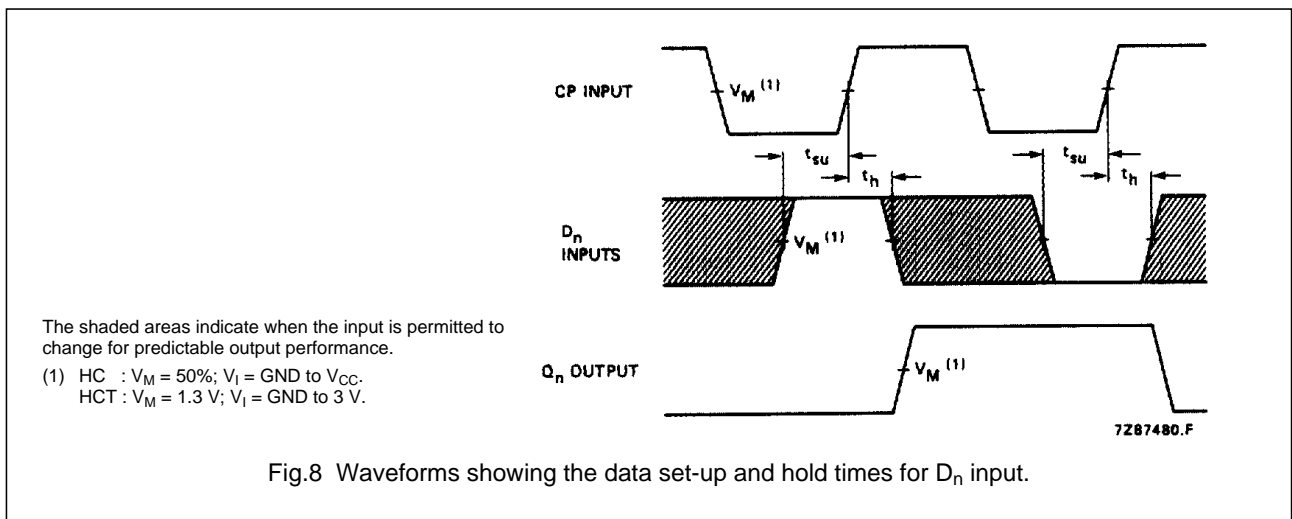 CP INPUT
V_M (1)
t_su
t_su
t_h
t_h
D_n
INPUTS
V_M (1)
The shaded areas indicate when the input is permitted to
change for predictable output performance.
(1) HC : V_M = 50%; V_I = GND to V_CC.
HCT : V_M = 1.3 V; V_I = GND to 3 V.
Q_n OUTPUT
V_M (1)
7Z87480.F
Fig.8 Waveforms showing the data set-up and hold times for D_n input.